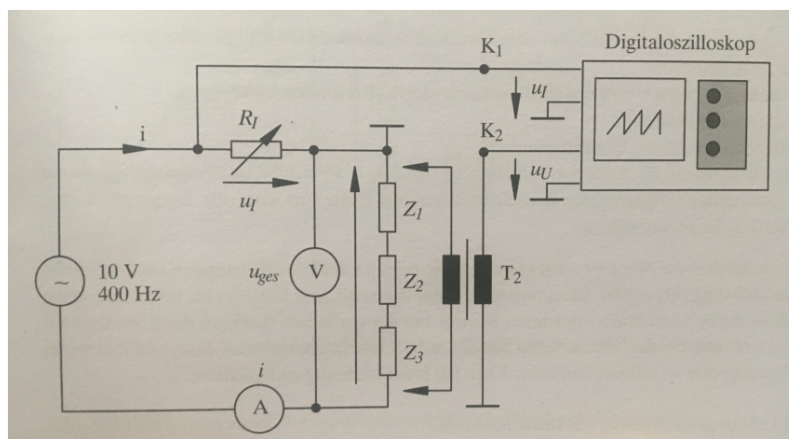 Digitaloszilloskop
K1
uI
K2
uU
i
RI
uI
10 V
400 Hz
~
uges
V
Z1
Z2
Z3
T2
i
A